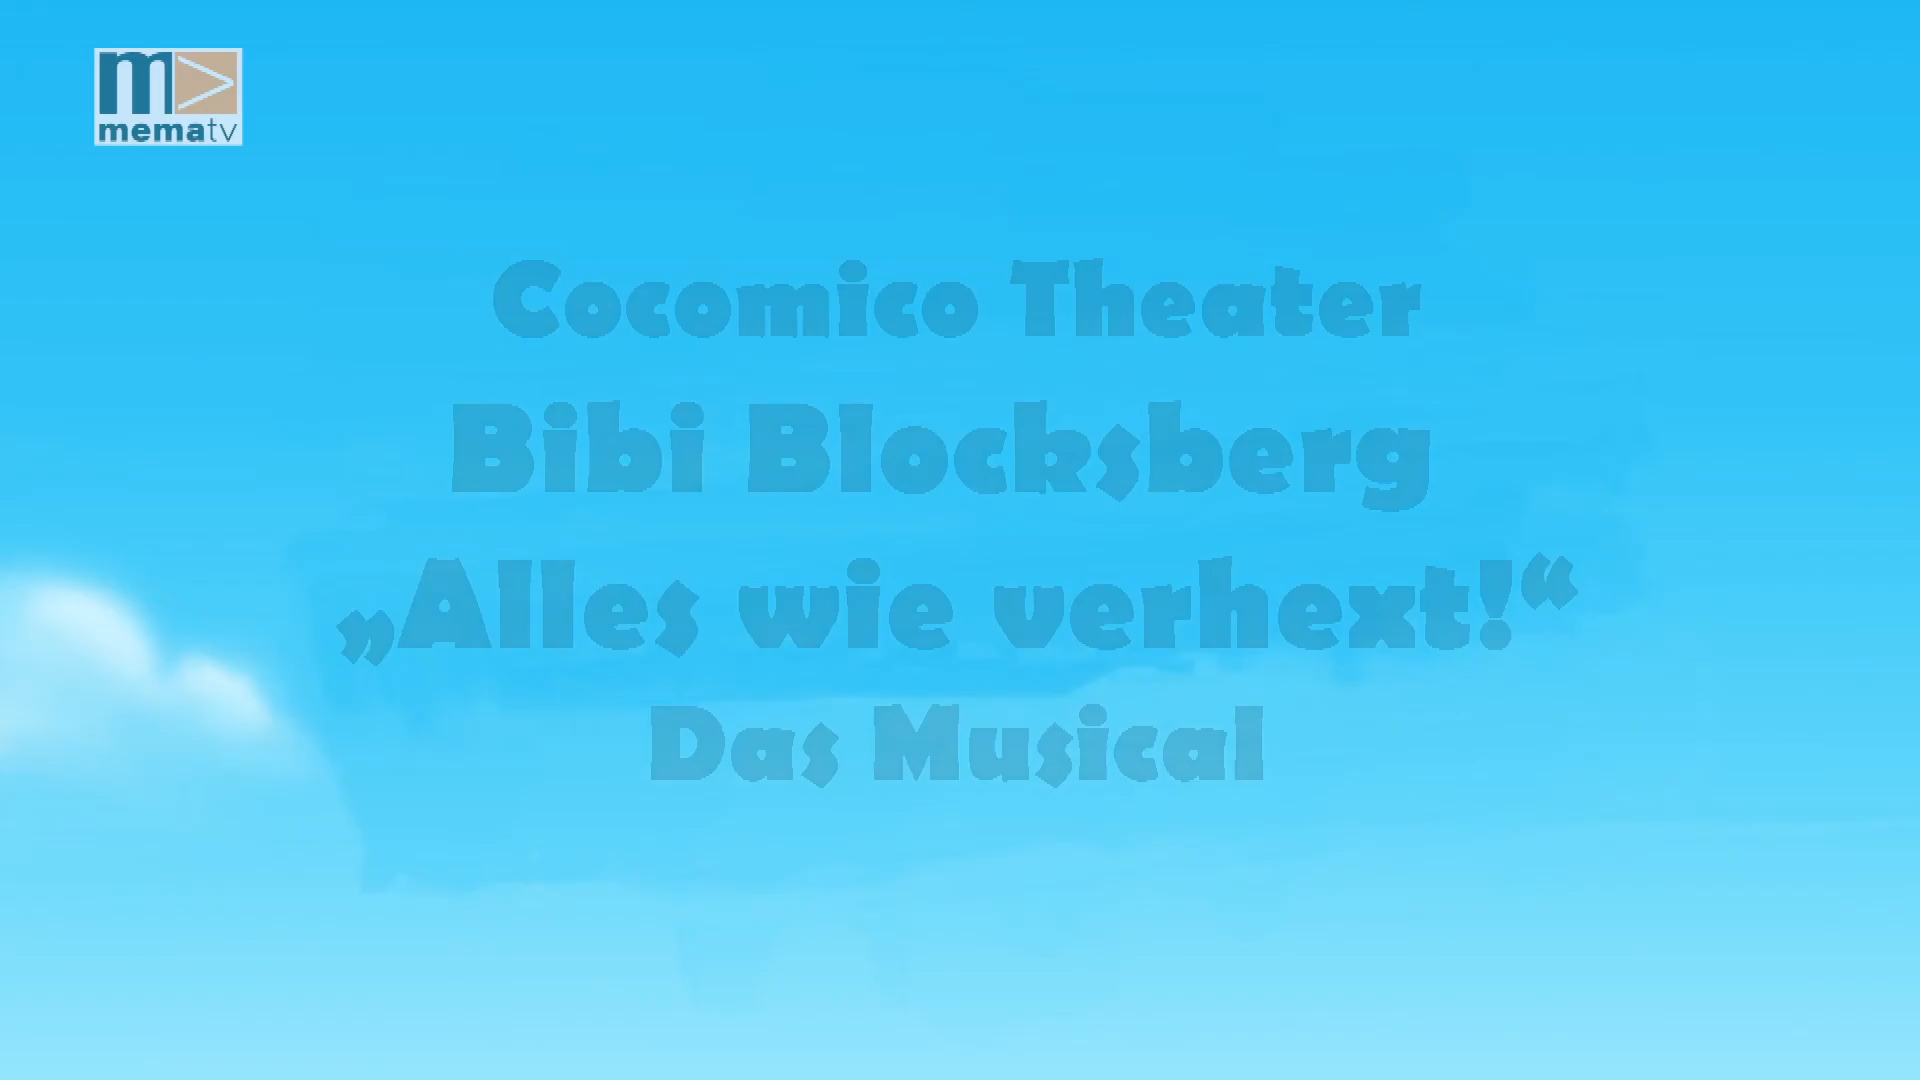 m>
mematv
Cocomico Theater
Bibi Blocksberg
„Alles wie verhext!“
Das Musical